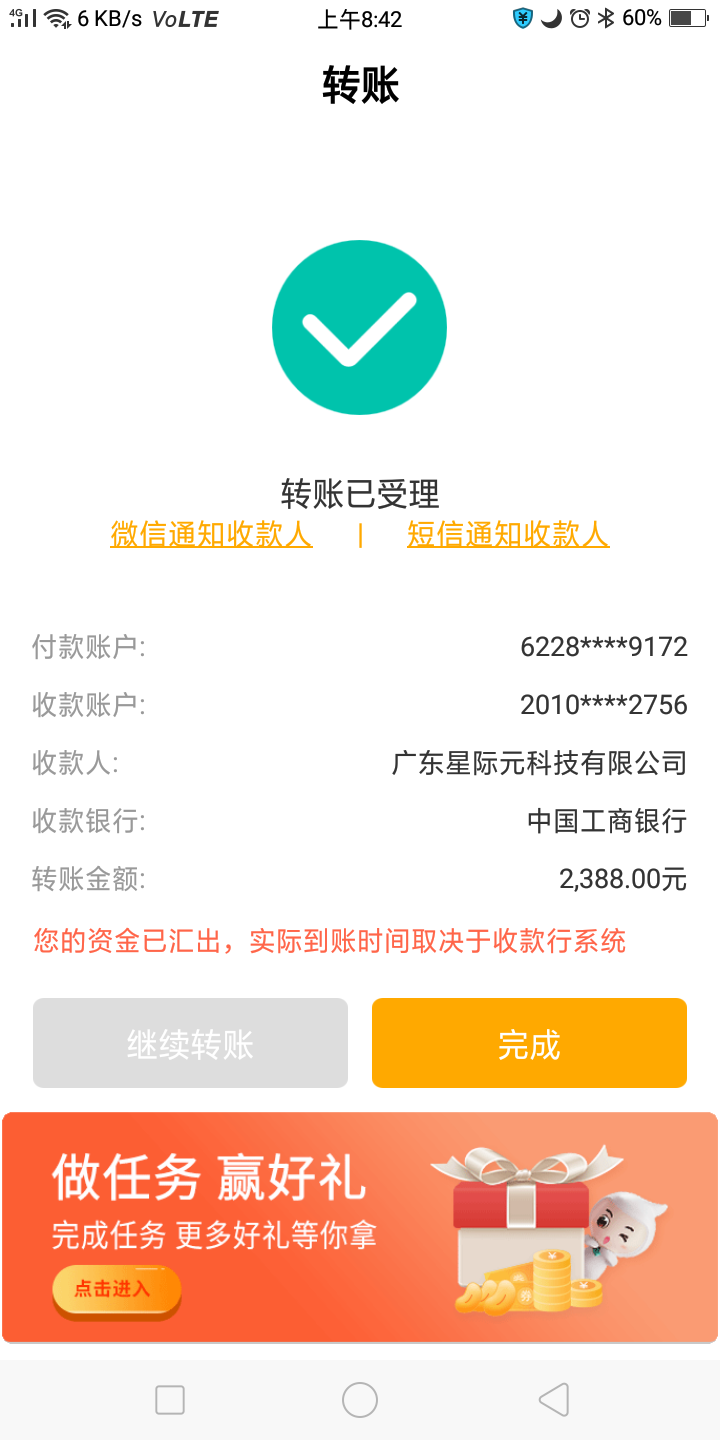 4G 6 KB/s VoLTE 上午8:42 60%
转账
转账已受理
微信通知收款人 | 短信通知收款人
付款账户: 6228****9172
收款账户: 2010****2756
收款人: 广东星际元科技有限公司
收款银行: 中国工商银行
转账金额: 2,388.00元
您的资金已汇出，实际到账时间取决于收款行系统
继续转账 完成
做任务 赢好礼
完成任务 更多好礼等你拿
点击进入
券